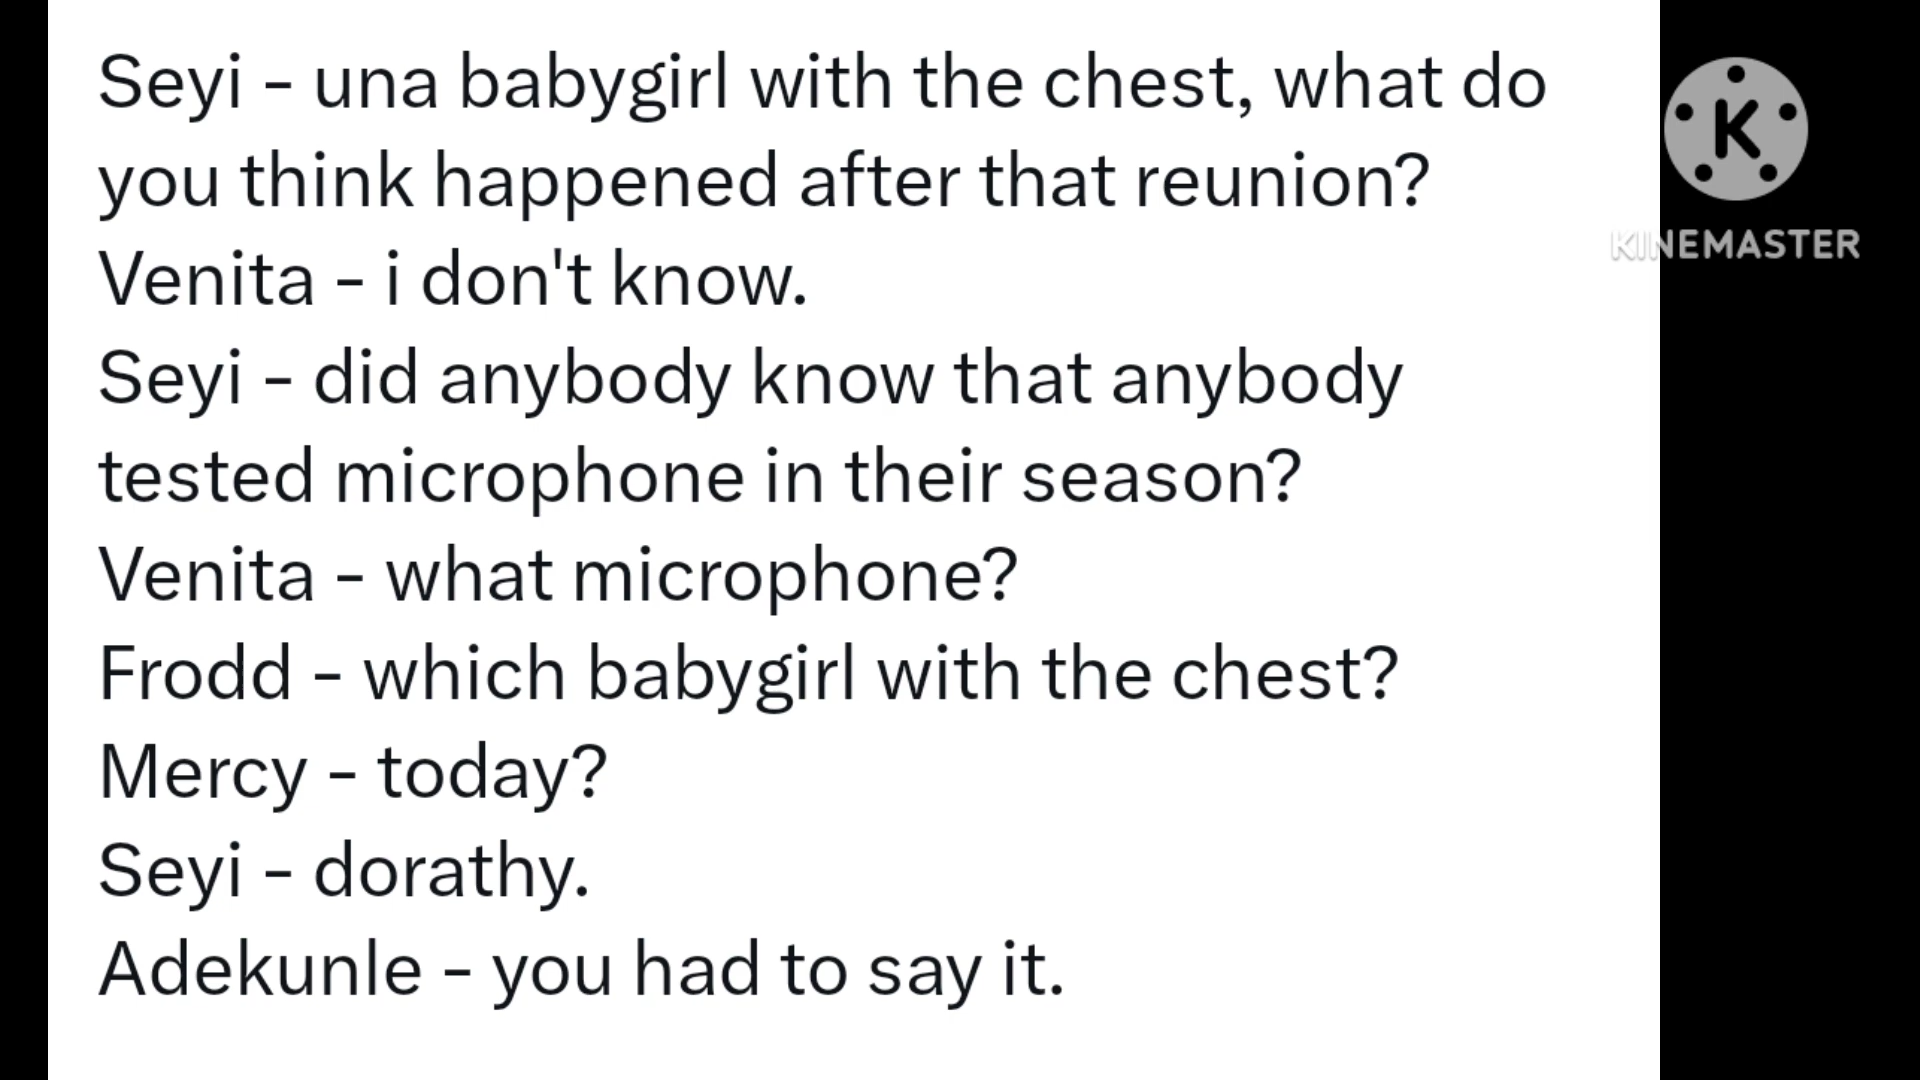 Seyi - una babygirl with the chest, what do
you think happened after that reunion?
Venita - i don't know.
Seyi - did anybody know that anybody
tested microphone in their season?
Venita - what microphone?
Frodd - which babygirl with the chest?
Mercy - today?
Seyi - dorathy.
Adekunle - you had to say it.
K
KINEMASTER